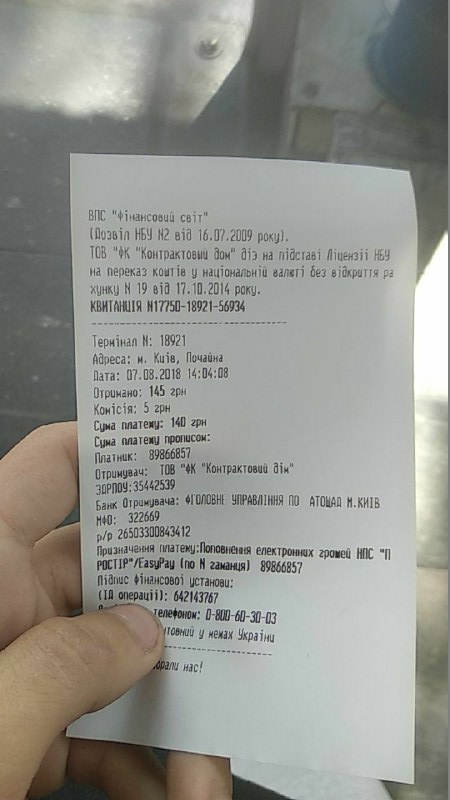 ВПС "Фінансовий світ"
(Дозвіл НБУ N2 від 16.07.2009 року).
ТОВ "ФК "Контрактовый дом" діэ на підставі Ліцензії НБУ
на переказ коштів у національній валюті без відкриття ра
хунку N 19 від 17.10.2014 року.
КВИТАНЦІЯ N17750-18921-56934
Термінал N: 18921
Адреса: м. Київ, Почайна
Дата: 07.08.2018 14:04:08
Отримано: 145 грн
Комісія: 5 грн
Сума платежу: 140 грн
Сума платежу прописом:
Платник: 89866857
Отримувач: ТОВ "ФК "Контрактовий дім"
ЭДРПОУ:35442539
Банк Отримувача: ФГОЛОВНЕ УПРАВЛІННЯ ПО АТОЩАД М.КИЇВ
МФО: 322669
р/р 26503300843412
Призначення платежу:Поповнення електронних грошей НПС "П
РОСТІР"/EasyPay (по N гаманця) 89866857
Підпис фінансової установи:
(ІД операції): 642143767
телефоном: 0-800-60-30-03
у межах України
нас!